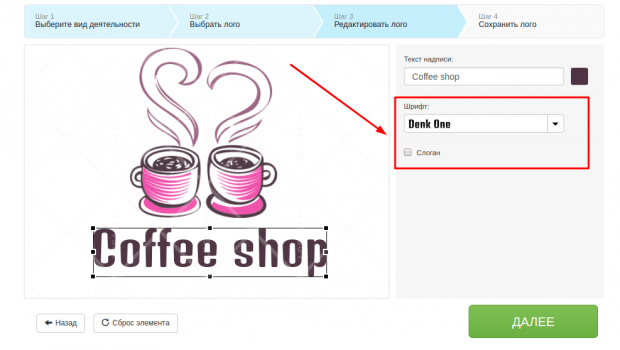 Шаг 1
Выберите вид деятельности
Шаг 2
Выбрать лого
Шаг 3
Редактировать лого
Шаг 4
Сохранить лого
Текст надписи:
Coffee shop
Шрифт:
Denk One
Слоган
Coffee shop
Назад
Сброс элемента
ДАЛЕЕ